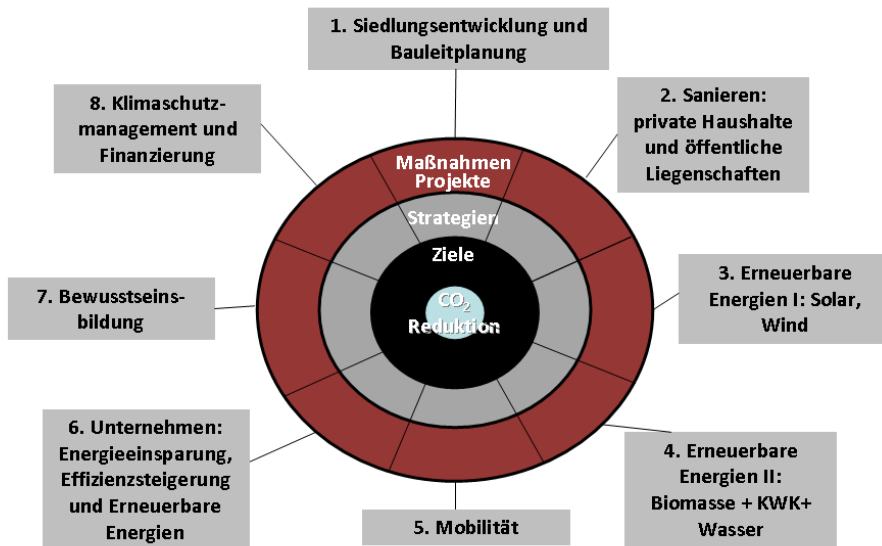 1. Siedlungsentwicklung und
Bauleitplanung
2. Sanieren:
private Haushalte
und öffentliche
Liegenschaften
3. Erneuerbare
Energien I: Solar,
Wind
4. Erneuerbare
Energien II:
Biomasse + KWK+
Wasser
5. Mobilität
6. Unternehmen:
Energieeinsparung,
Effizienzsteigerung
und Erneuerbare
Energien
7. Bewusstseins-
bildung
8. Klimaschutz-
management und
Finanzierung
Maßnahmen
Projekte
Strategien
Ziele
CO₂
Reduktion